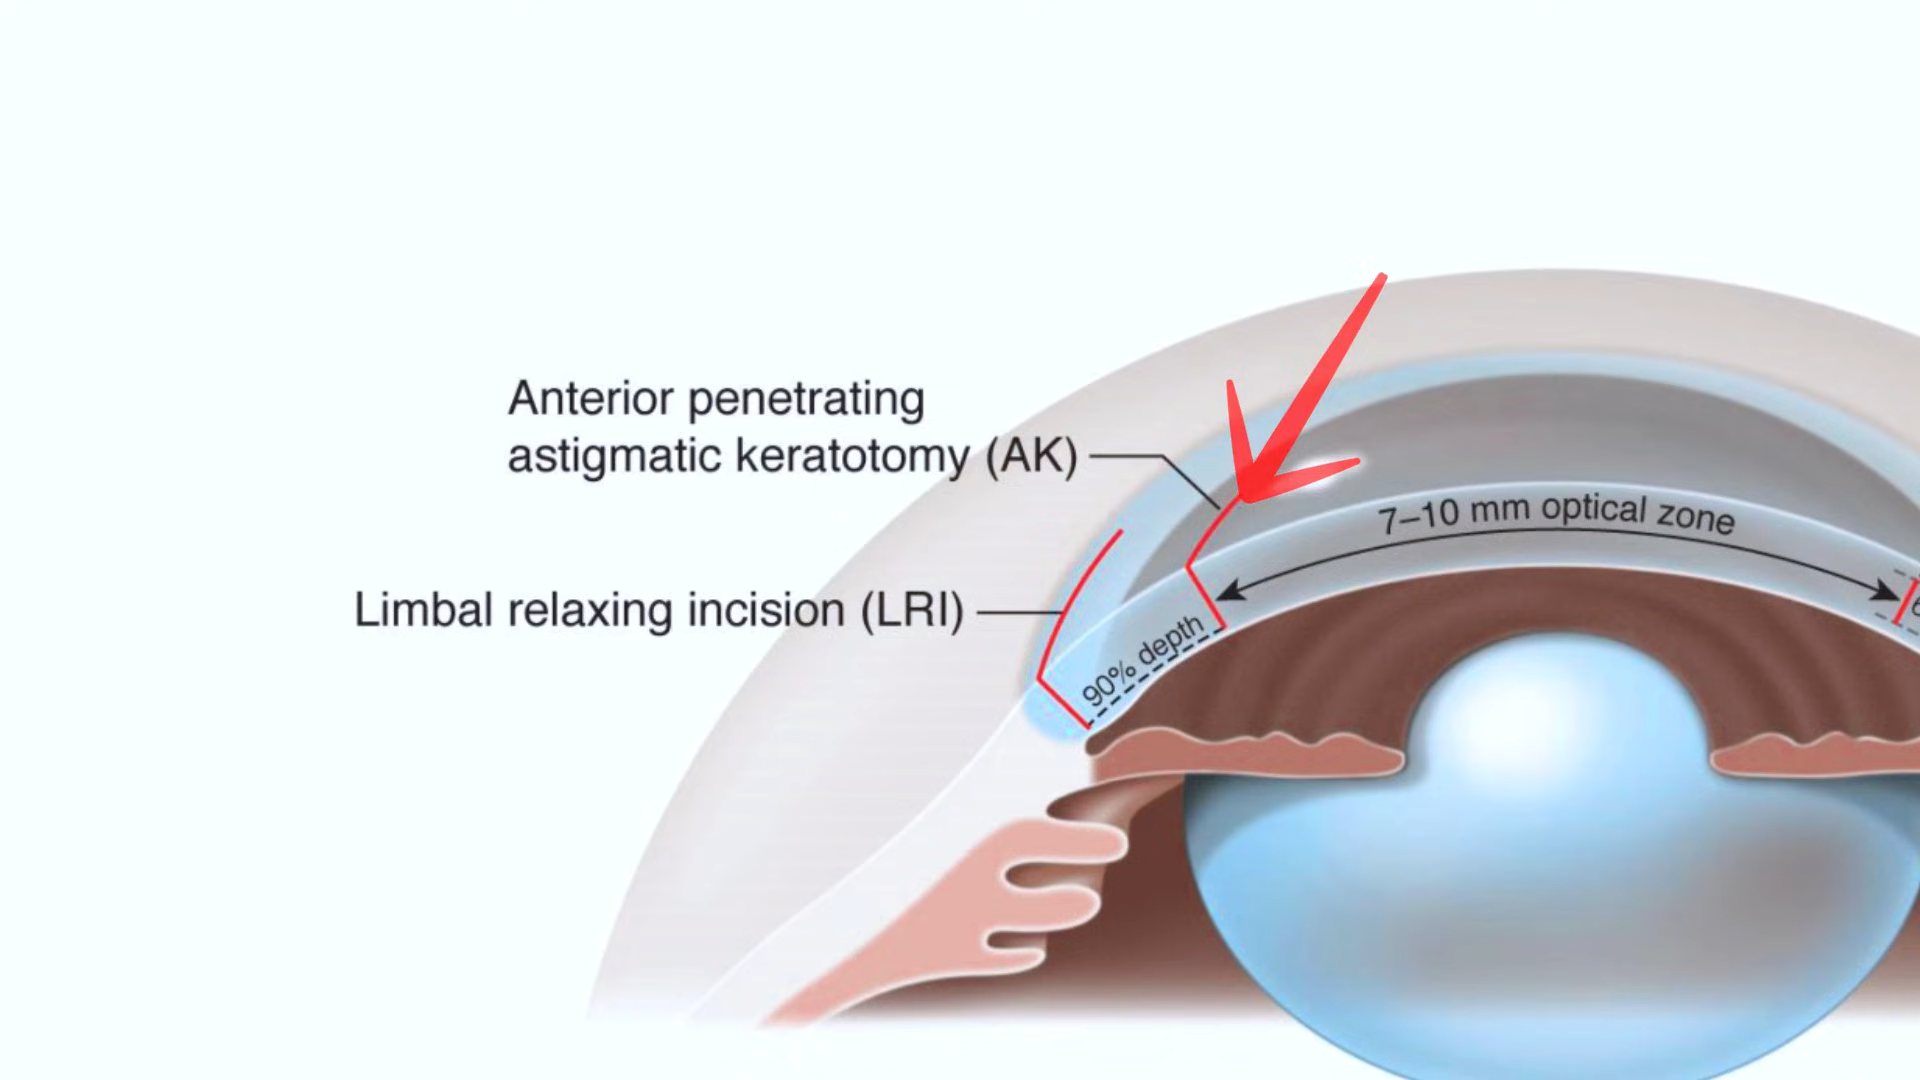 Anterior penetrating
astigmatic keratotomy (AK)
7–10 mm optical zone
Limbal relaxing incision (LRI)
90% depth